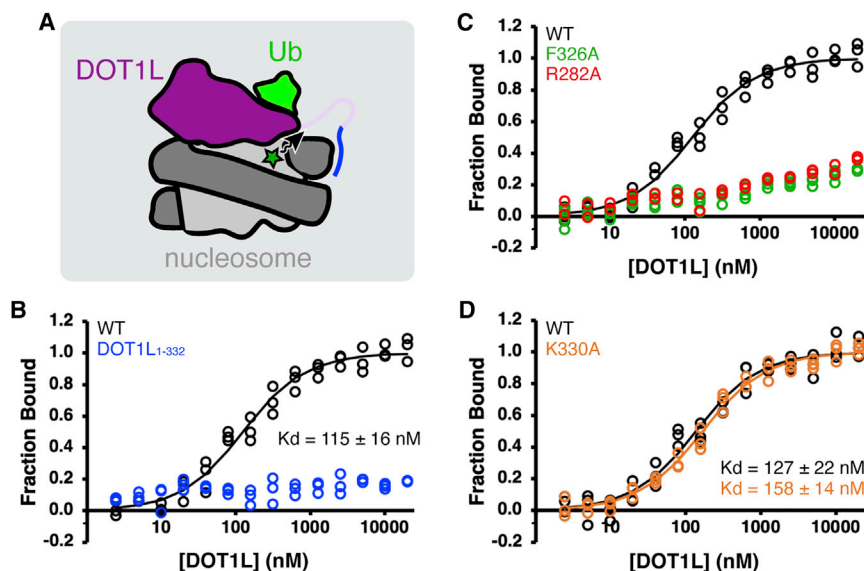 A
DOT1L
Ub
nucleosome
B
WT
DOT1L1-332
Fraction Bound
1.2
1.0
0.8
0.6
0.4
0.2
0.0
-0.2
Kd = 115 ± 16 nM
10
100
1000
10000
[DOT1L] (nM)
C
WT
F326A
R282A
Fraction Bound
1.2
1.0
0.8
0.6
0.4
0.2
0.0
-0.2
10
100
1000
10000
[DOT1L] (nM)
D
WT
K330A
Fraction Bound
1.2
1.0
0.8
0.6
0.4
0.2
0.0
-0.2
Kd = 127 ± 22 nM
Kd = 158 ± 14 nM
10
100
1000
10000
[DOT1L] (nM)